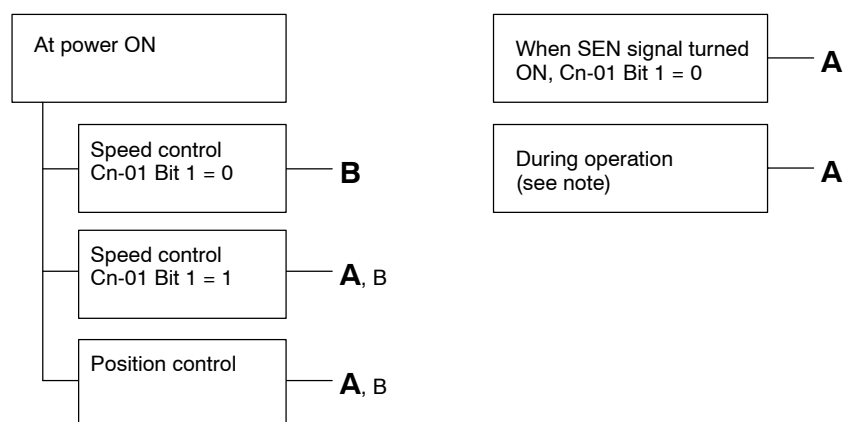 At power ON
Speed control
Cn-01 Bit 1 = 0
B
Speed control
Cn-01 Bit 1 = 1
A, B
Position control
A, B
When SEN signal turned
ON, Cn-01 Bit 1 = 0
A
During operation
(see note)
A